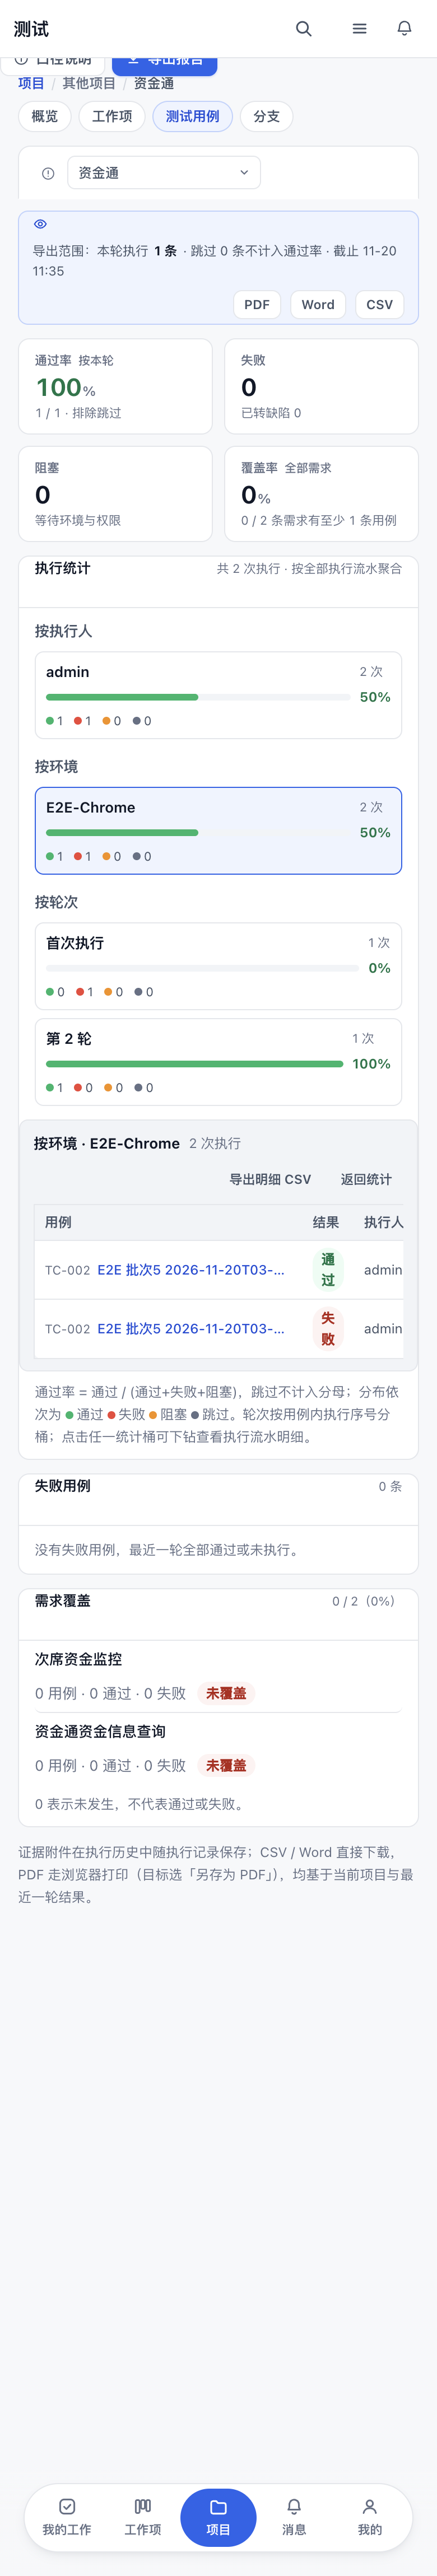 测试
口径说明 导出报告
项目 / 其他项目 / 资金通
概览 工作项 测试用例 分支
资金通
导出范围：本轮执行 1 条 · 跳过 0 条不计入通过率 · 截止 11-20
11:35
PDF Word CSV
通过率 按本轮
100%
1 / 1 · 排除跳过
失败
0
已转缺陷 0
阻塞
0
等待环境与权限
覆盖率 全部需求
0%
0 / 2 条需求有至少 1 条用例
执行统计 共 2 次执行 · 按全部执行流水聚合
按执行人
admin 2 次
50%
1 1 0 0
按环境
E2E-Chrome 2 次
50%
1 1 0 0
按轮次
首次执行 1 次
0%
0 1 0 0
第 2 轮 1 次
100%
1 0 0 0
按环境 · E2E-Chrome 2 次执行
导出明细 CSV 返回统计
用例 结果 执行人
TC-002 E2E 批次5 2026-11-20T03-... 通过 admin
TC-002 E2E 批次5 2026-11-20T03-... 失败 admin
通过率 = 通过 / (通过+失败+阻塞)，跳过不计入分母；分布依
次为 通过 失败 阻塞 跳过。轮次按用例内执行序号分
桶；点击任一统计桶可下钻查看执行流水明细。
失败用例 0 条
没有失败用例，最近一轮全部通过或未执行。
需求覆盖 0 / 2（0%）
次席资金监控
0 用例 · 0 通过 · 0 失败 未覆盖
资金通资金信息查询
0 用例 · 0 通过 · 0 失败 未覆盖
0 表示未发生，不代表通过或失败。
证据附件在执行历史中随执行记录保存；CSV / Word 直接下载，
PDF 走浏览器打印（目标选「另存为 PDF」），均基于当前项目与最
近一轮结果。
我的工作 工作项 项目 消息 我的